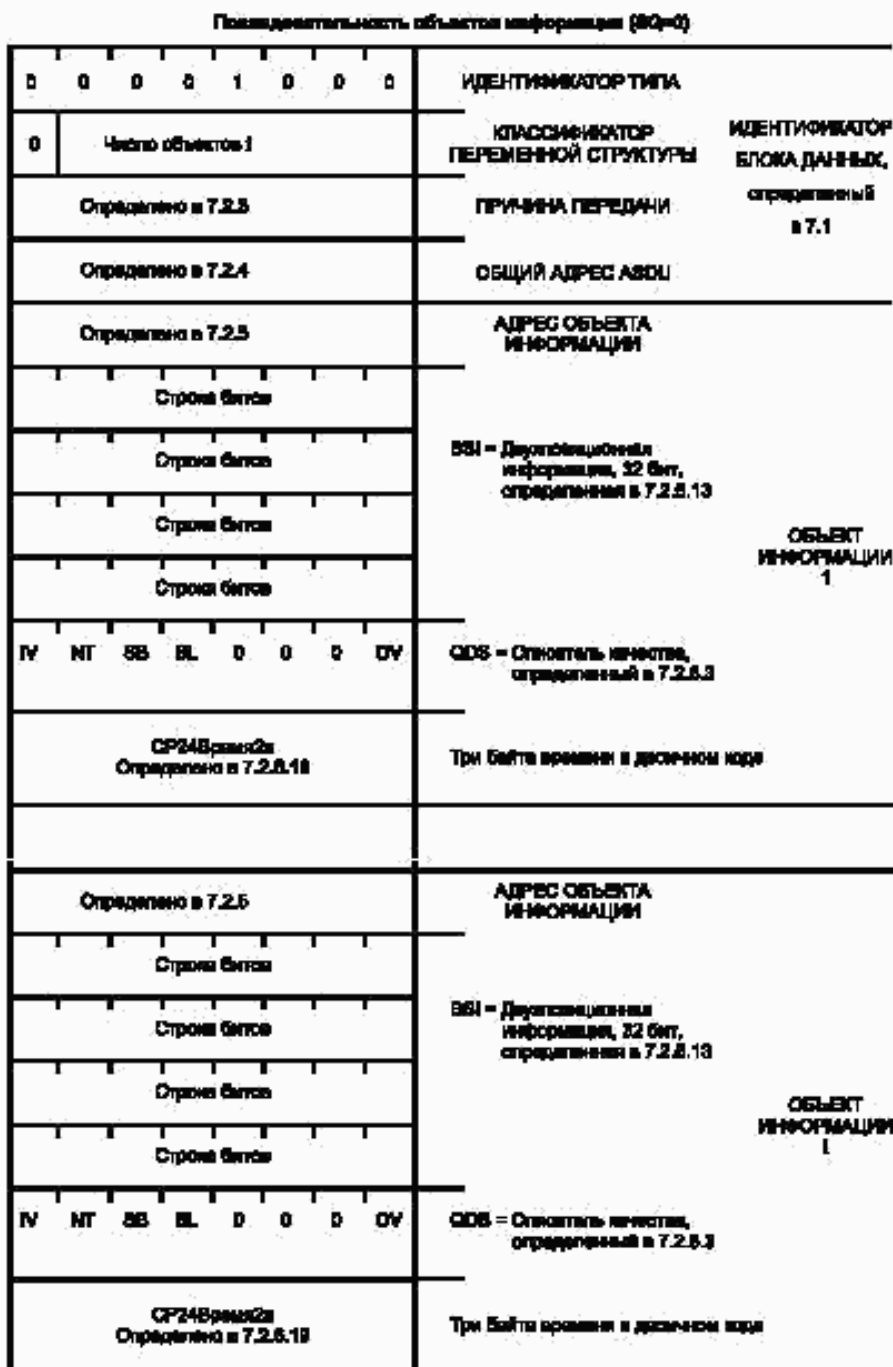 Последовательность объектов информации (SQ=0)
0 0 0 0 1 0 0 0
ИДЕНТИФИКАТОР ТИПА
0
Число объектов i
КЛАССИФИКАТОР
ПЕРЕМЕННОЙ СТРУКТУРЫ
ИДЕНТИФИКАТОР
БЛОКА ДАННЫХ,
определенный
в 7.1
Определено в 7.2.3
ПРИЧИНА ПЕРЕДАЧИ
Определено в 7.2.4
ОБЩИЙ АДРЕС ASDU
Определено в 7.2.5
АДРЕС ОБЪЕКТА
ИНФОРМАЦИИ
Строка битов
Строка битов
BSI = Двухпозиционная
информация, 32 бит,
определенная в 7.2.6.13
Строка битов
Строка битов
ОБЪЕКТ
ИНФОРМАЦИИ
1
IV NT SB BL 0 0 0 OV
QDS = Описатель качества,
определенный в 7.2.6.3
CP24Время2a
Определено в 7.2.6.19
Три байта времени в двоичном коде
Определено в 7.2.5
АДРЕС ОБЪЕКТА
ИНФОРМАЦИИ
Строка битов
Строка битов
BSI = Двухпозиционная
информация, 32 бит,
определенная в 7.2.6.13
Строка битов
Строка битов
ОБЪЕКТ
ИНФОРМАЦИИ
i
IV NT SB BL 0 0 0 OV
QDS = Описатель качества,
определенный в 7.2.6.3
CP24Время2a
Определено в 7.2.6.19
Три байта времени в двоичном коде